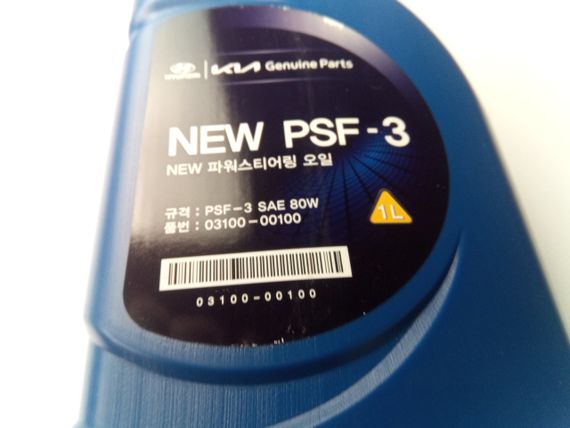 HYUNDAI | KIA Genuine Parts
NEW PSF-3
NEW 파워스티어링 오일
규격 : PSF-3 SAE 80W
품번 : 03100-00100
1L
03100-00100